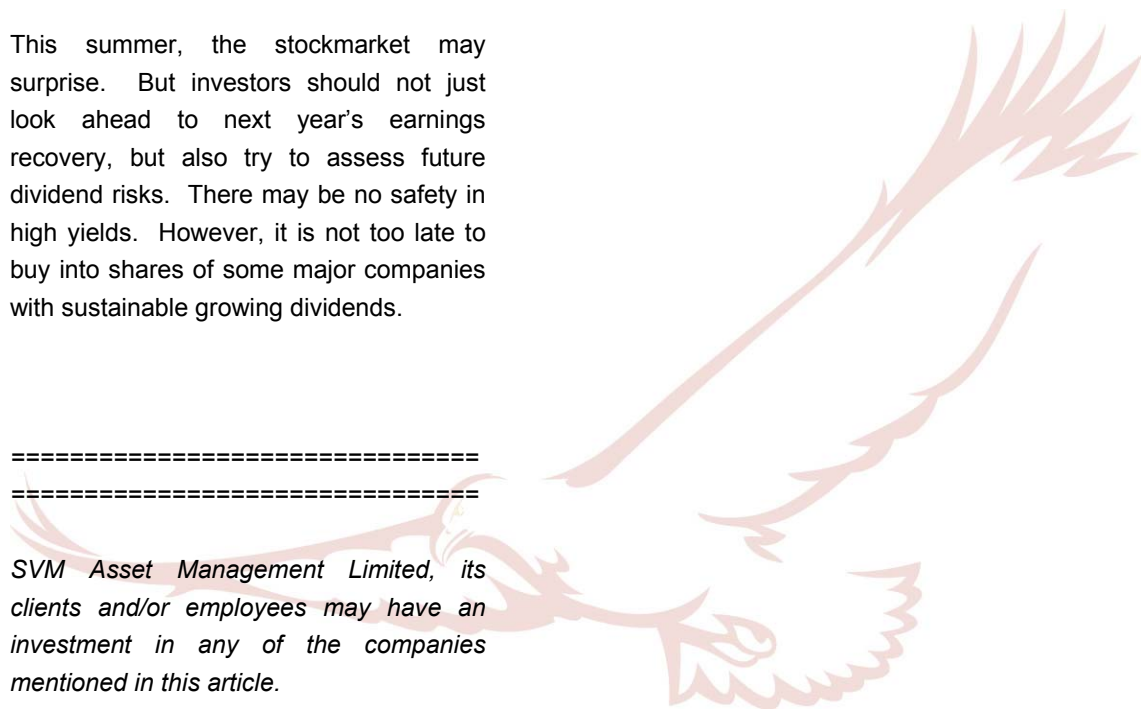 This summer, the stockmarket may
surprise. But investors should not just
look ahead to next year's earnings
recovery, but also try to assess future
dividend risks. There may be no safety in
high yields. However, it is not too late to
buy into shares of some major companies
with sustainable growing dividends.
================================
================================
SVM Asset Management Limited, its
clients and/or employees may have an
investment in any of the companies
mentioned in this article.